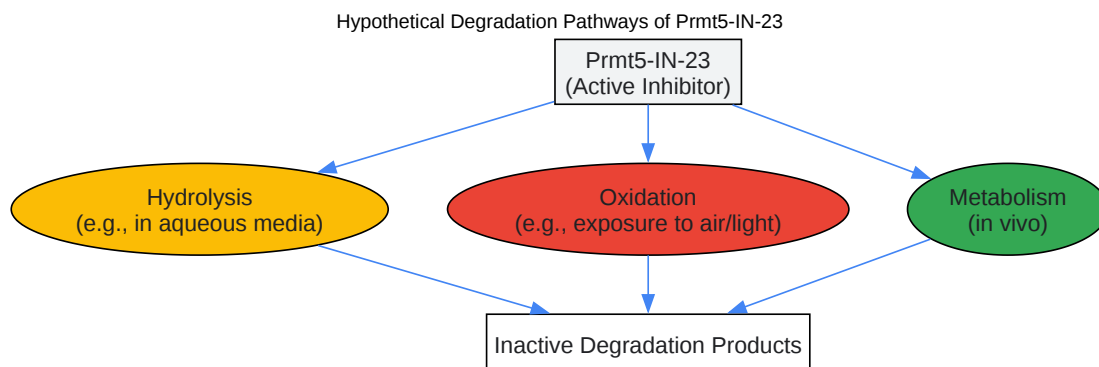 Hypothetical Degradation Pathways of Prmt5-IN-23
Prmt5-IN-23
(Active Inhibitor)
Hydrolysis
(e.g., in aqueous media)
Oxidation
(e.g., exposure to air/light)
Metabolism
(in vivo)
Inactive Degradation Products